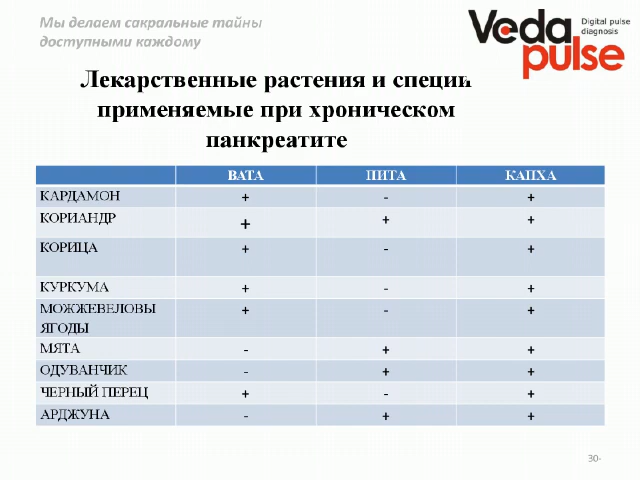 Мы делаем сакральные тайны
доступными каждому
Veda pulse
Digital pulse
diagnosis
Лекарственные растения и специи
применяемые при хроническом
панкреатите
ВАТА ПИТА КАПХА
КАРДАМОН + - +
КОРИАНДР + + +
КОРИЦА + - +
КУРКУМА + - +
МОЖЖЕВЕЛОВЫ + - +
ЯГОДЫ
МЯТА - + +
ОДУВАНЧИК - + +
ЧЕРНЫЙ ПЕРЕЦ + - +
АРДЖУНА - + +
30-